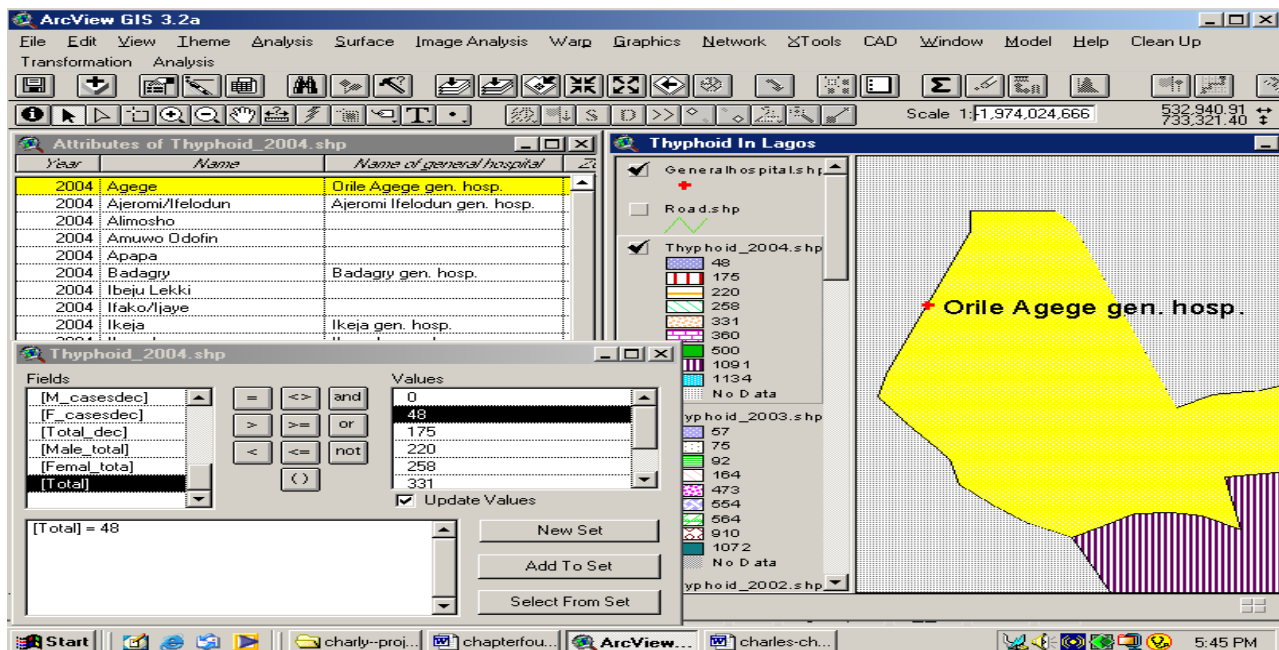 ArcView GIS 3.2a
File Edit View Theme Analysis Surface Image Analysis Warp Graphics Network XTools CAD Window Model Help Clean Up
Transformation Analysis
Scale 1: -1,974,024,666
532,940.91
733,321.40
Attributes of Thyphoid_2004.shp
Year Name Name of general hospital
2004 Agege Orile Agege gen. hosp.
2004 Ajeromi/Ifelodun Ajeromi Ifelodun gen. hosp.
2004 Alimosho
2004 Amuwo Odofin
2004 Apapa
2004 Badagry Badagry gen. hosp.
2004 Ibeju Lekki
2004 Ifako/Ijaye
2004 Ikeja Ikeja gen. hosp.
Thyphoid_2004.shp
Fields
[M_casesdec]
[F_casesdec]
[Total_dec]
[Male_total]
[Femal_tota]
[Total]
= <> and
> >= or
< <= not
()
Values
0
48
175
220
258
331
Update Values
[Total] = 48
New Set
Add To Set
Select From Set
Thyphoid In Lagos
Generalhospital.shp
Road.shp
Thyphoid_2004.shp
48
175
220
258
331
360
500
1091
1134
No Data
yphoid_2003.shp
57
75
92
164
473
554
564
910
1072
No Data
yphoid_2002.shp
Orile Agege gen. hosp.
Start charly--proj... chapterfou... ArcView... charles-ch... 5:45 PM